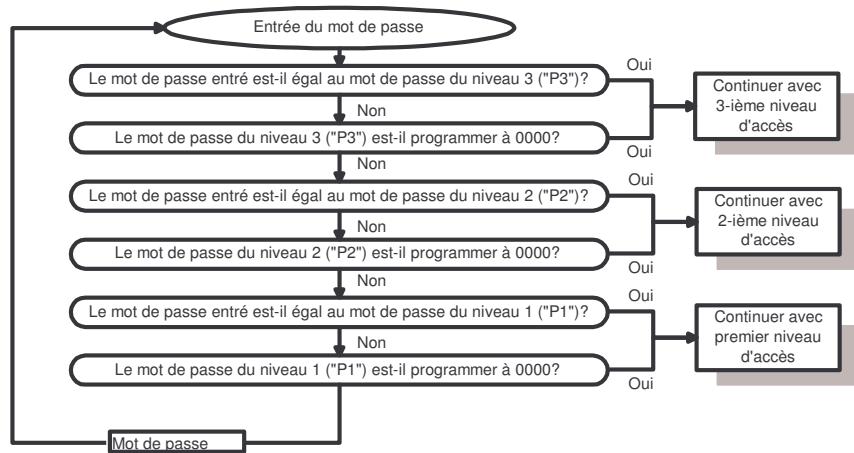 Entrée du mot de passe
Oui
Le mot de passe entré est-il égal au mot de passe du niveau 3 ("P3")?
Continuer avec
3-ième niveau
d'accès
Non
Le mot de passe du niveau 3 ("P3") est-il programmer à 0000?
Oui
Non
Oui
Le mot de passe entré est-il égal au mot de passe du niveau 2 ("P2")?
Continuer avec
2-ième niveau
d'accès
Non
Le mot de passe du niveau 2 ("P2") est-il programmer à 0000?
Oui
Non
Oui
Le mot de passe entré est-il égal au mot de passe du niveau 1 ("P1")?
Continuer avec
premier niveau
d'accès
Non
Le mot de passe du niveau 1 ("P1") est-il programmer à 0000?
Oui
Mot de passe